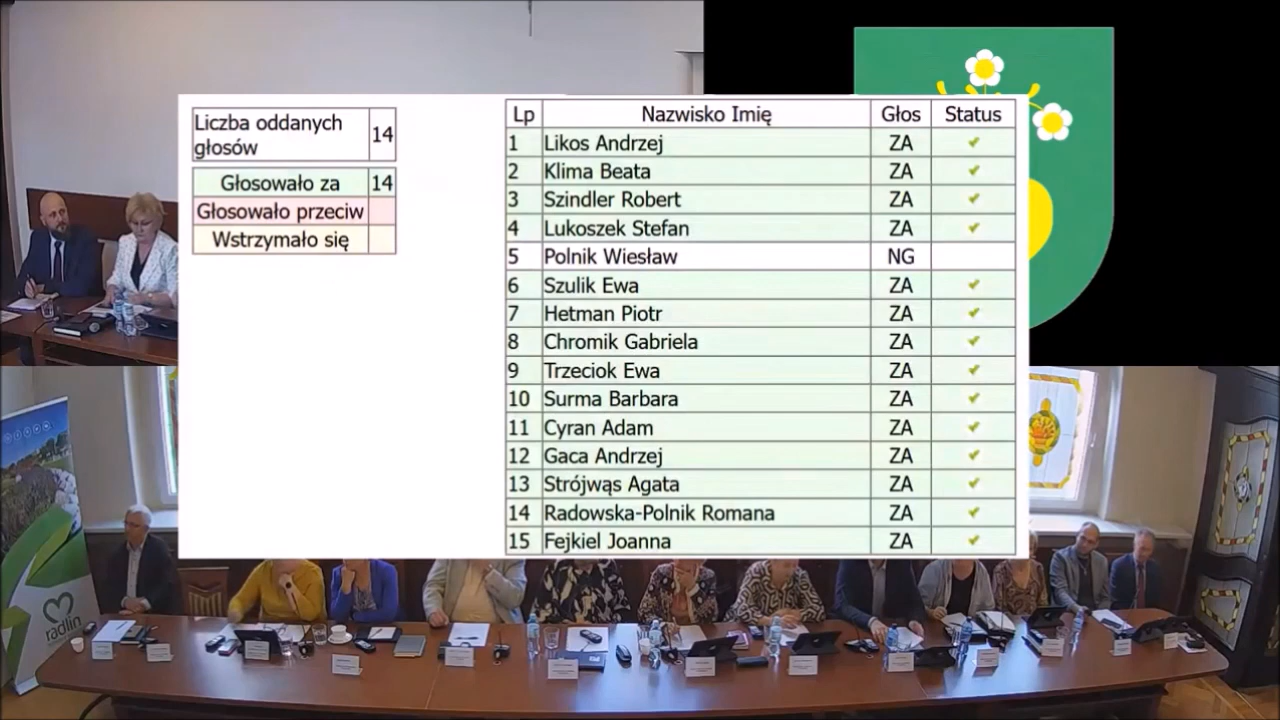 Liczba oddanych
głosów
14
Głosowało za 14
Głosowało przeciw
Wstrzymało się
Lp Nazwisko Imię Głos Status
1 Likos Andrzej ZA
2 Klima Beata ZA
3 Szindler Robert ZA
4 Lukoszek Stefan ZA
5 Polnik Wiesław NG
6 Szulik Ewa ZA
7 Hetman Piotr ZA
8 Chromik Gabriela ZA
9 Trzeciok Ewa ZA
10 Surma Barbara ZA
11 Cyran Adam ZA
12 Gaca Andrzej ZA
13 Strójwąs Agata ZA
14 Radowska-Polnik Romana ZA
15 Fejkiel Joanna ZA
radlin